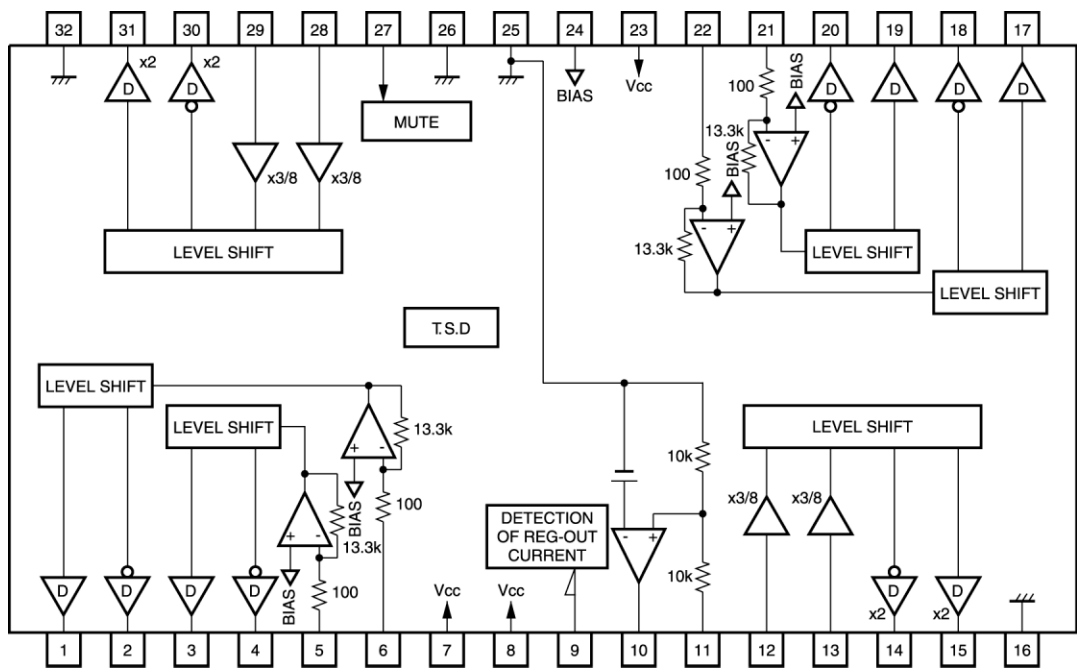 32 31 30 29 28 27 26 25 24 23 22 21 20 19 18 17
x2 x2
D D
BIAS
Vcc
100
BIAS
D D D D
MUTE
13.3k
- +
x3/8 x3/8
100
BIAS
- +
13.3k
LEVEL SHIFT
LEVEL SHIFT
LEVEL SHIFT
T.S.D
LEVEL SHIFT
LEVEL SHIFT
13.3k
+ -
LEVEL SHIFT
10k
x3/8 x3/8
BIAS
100
+ -
13.3k
DETECTION
OF REG-OUT
CURRENT
- +
10k
D D D D
BIAS
100
Vcc Vcc
D D
x2 x2
1 2 3 4 5 6 7 8 9 10 11 12 13 14 15 16